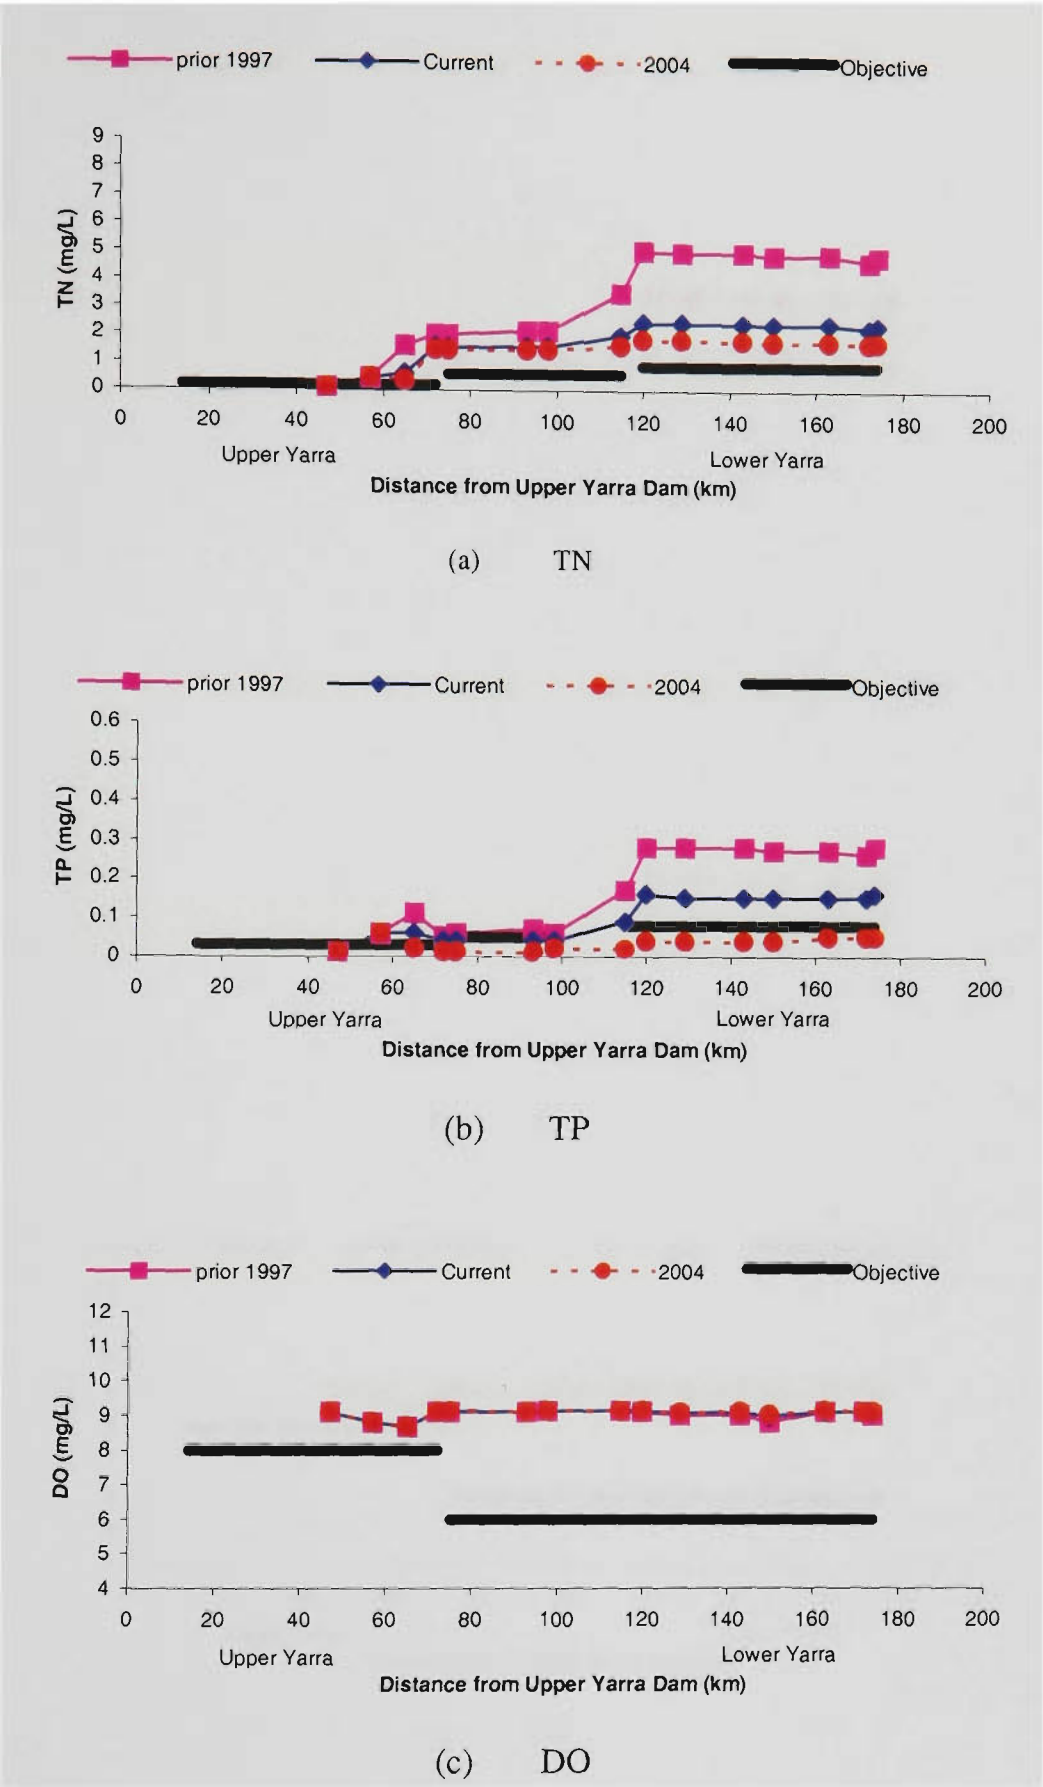 prior 1997 Current 2004 Objective
9
8
7
6
5
4
3
2
1
0
TN (mg/L)
0 20 40 60 80 100 120 140 160 180 200
Upper Yarra Lower Yarra
Distance from Upper Yarra Dam (km)
(a) TN
prior 1997 Current 2004 Objective
0.6
0.5
0.4
0.3
0.2
0.1
0
TP (mg/L)
0 20 40 60 80 100 120 140 160 180 200
Upper Yarra Lower Yarra
Distance from Upper Yarra Dam (km)
(b) TP
prior 1997 Current 2004 Objective
12
11
10
9
8
7
6
5
4
DO (mg/L)
0 20 40 60 80 100 120 140 160 180 200
Upper Yarra Lower Yarra
Distance from Upper Yarra Dam (km)
(c) DO